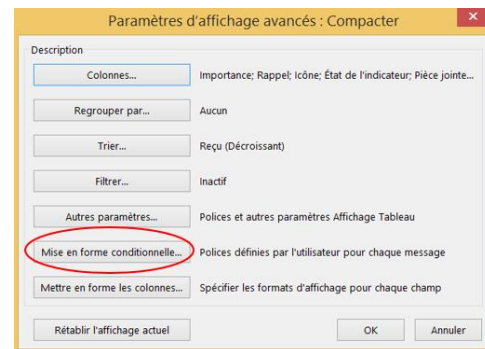 Paramètres d'affichage avancés : Compacter
Description
Colonnes... Importance; Rappel; Icône; État de l'indicateur; Pièce jointe...
Regrouper par... Aucun
Trier... Reçu (Décroissant)
Filtrer... Inactif
Autres paramètres... Polices et autres paramètres Affichage Tableau
Mise en forme conditionnelle... Polices définies par l'utilisateur pour chaque message
Mettre en forme les colonnes... Spécifier les formats d'affichage pour chaque champ
Rétablir l'affichage actuel OK Annuler